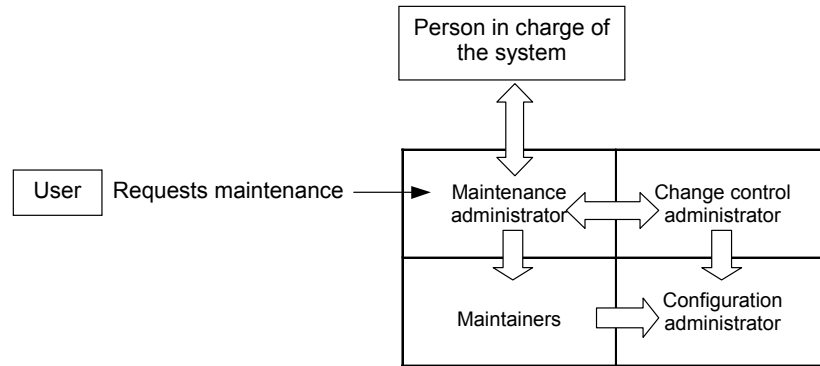 Person in charge of
the system
User
Requests maintenance
Maintenance
administrator
Change control
administrator
Maintainers
Configuration
administrator